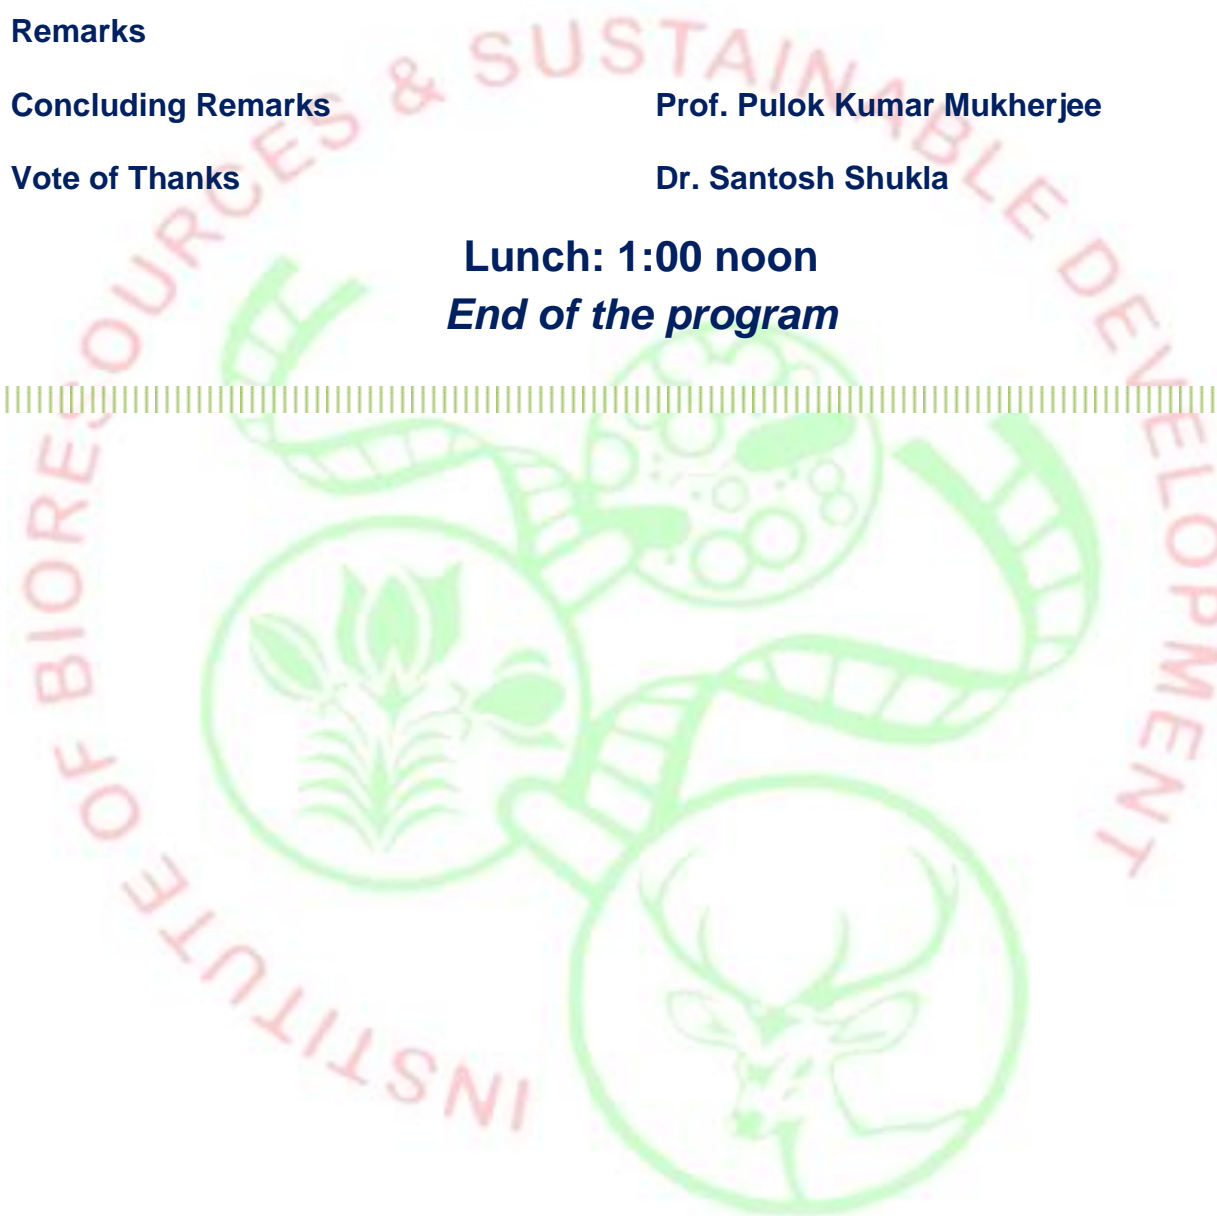 Remarks
Concluding Remarks Prof. Pulok Kumar Mukherjee
Vote of Thanks Dr. Santosh Shukla
Lunch: 1:00 noon
End of the program
INSTITUTE OF BIORESOURCES & SUSTAINABLE DEVELOPMENT